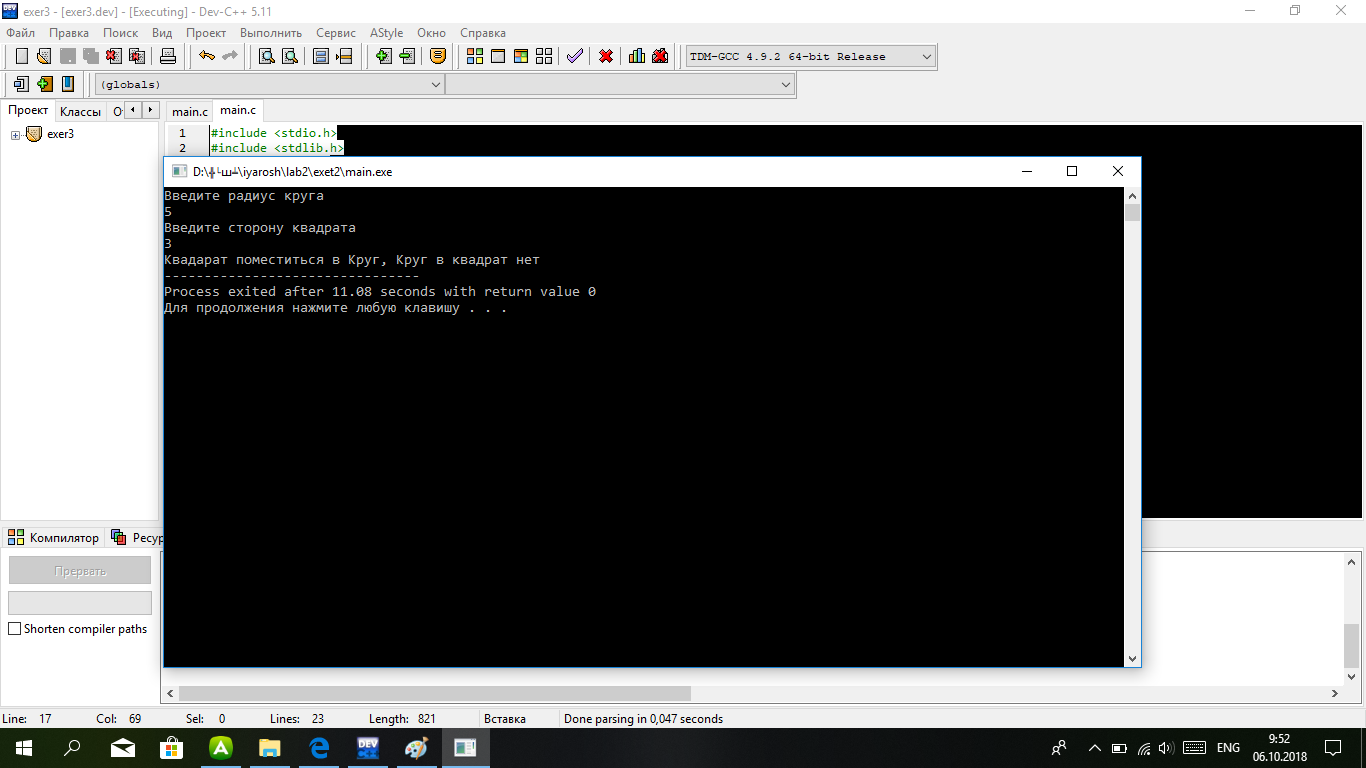 exer3 - [exer3.dev] - [Executing] - Dev-C++ 5.11
Файл Правка Поиск Вид Проект Выполнить Сервис AStyle Окно Справка
TDM-GCC 4.9.2 64-bit Release
(globals)
Проект Классы О main.c main.c
exer3
1 #include <stdio.h>
2 #include <stdlib.h>
D:\╬└ш┴\iyarosh\lab2\exet2\main.exe
Введите радиус круга
5
Введите сторону квадрата
3
Квадарат поместиться в Круг, Круг в квадрат нет
--------------------------------
Process exited after 11.08 seconds with return value 0
Для продолжения нажмите любую клавишу . . .
Компилятор Ресур
Прервать
Shorten compiler paths
Line: 17 Col: 69 Sel: 0 Lines: 23 Length: 821 Вставка Done parsing in 0,047 seconds
DEV
ENG
9:52
06.10.2018